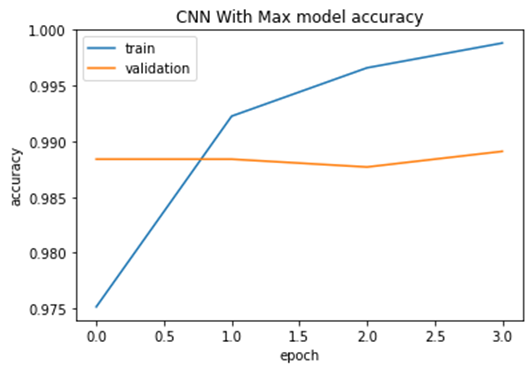 CNN With Max model accuracy
train
validation
1.000
0.995
0.990
0.985
0.980
0.975
accuracy
0.0 0.5 1.0 1.5 2.0 2.5 3.0
epoch